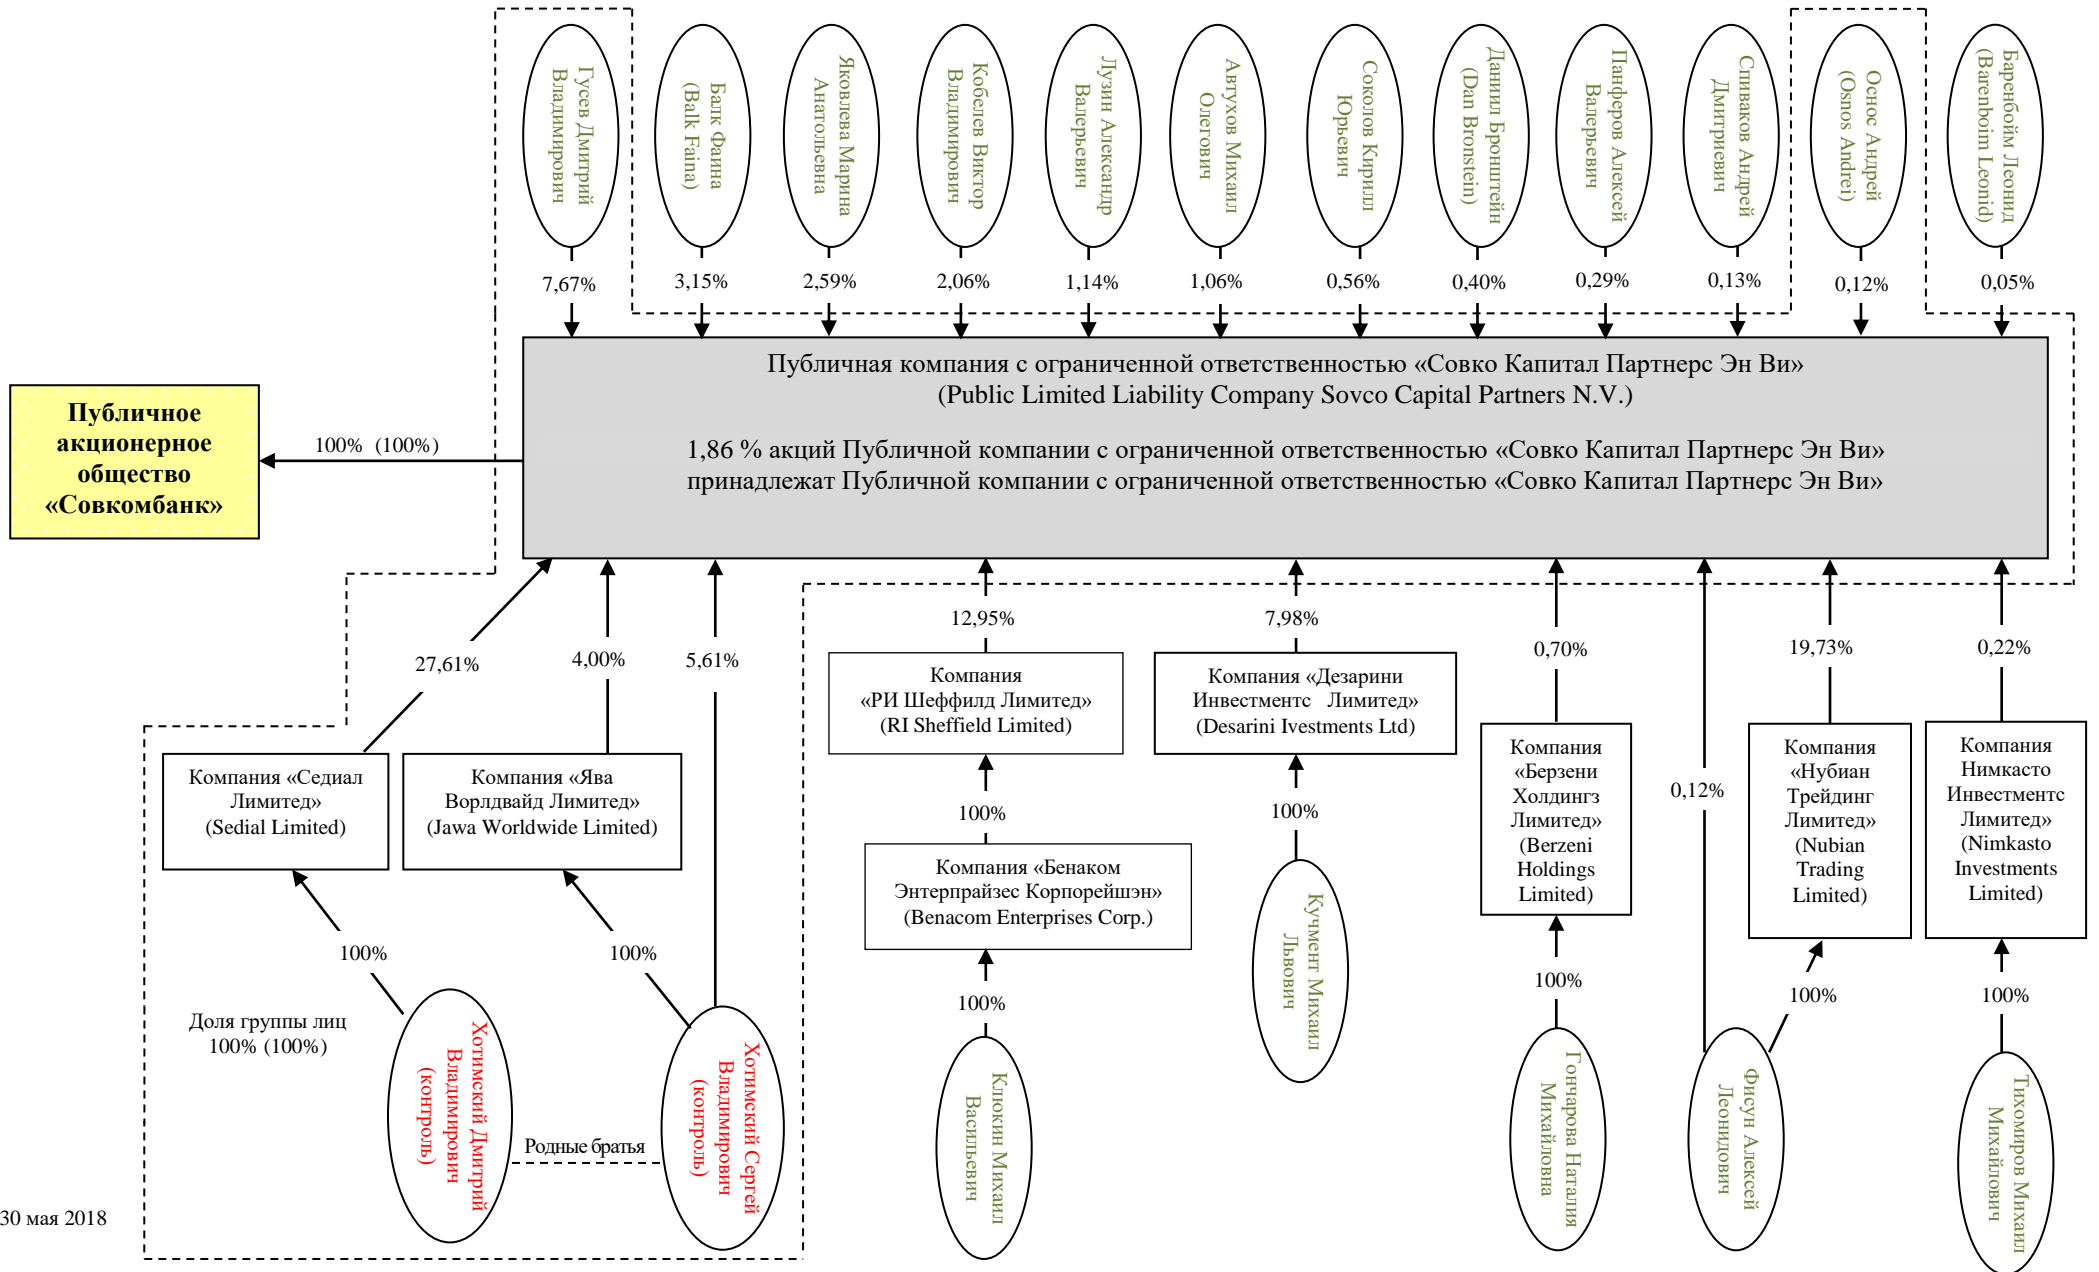 Гусев Дмитрий
Владимирович
Балк Фаина
(Balk Faina)
Яковлева Марина
Анатольевна
Кобелев Виктор
Владимирович
Лузин Александр
Валерьевич
Автухов Михаил
Олегович
Соколов Кирилл
Юрьевич
Даниил Бронштейн
(Dan Bronstein)
Панферов Алексей
Валерьевич
Спиваков Андрей
Дмитриевич
Оснос Андрей
(Osnos Andrei)
Баренбойм Леонид
(Barenboim Leonid)
7,67%
3,15%
2,59%
2,06%
1,14%
1,06%
0,56%
0,40%
0,29%
0,13%
0,12%
0,05%
Публичная компания с ограниченной ответственностью «Совко Капитал Партнерс Эн Ви»
(Public Limited Liability Company Sovco Capital Partners N.V.)
1,86 % акций Публичной компании с ограниченной ответственностью «Совко Капитал Партнерс Эн Ви»
принадлежат Публичной компании с ограниченной ответственностью «Совко Капитал Партнерс Эн Ви»
Публичное
акционерное
общество
«Совкомбанк»
100% (100%)
27,61%
4,00%
5,61%
12,95%
7,98%
0,70%
0,12%
19,73%
0,22%
Компания «Седиал
Лимитед»
(Sedial Limited)
Компания «Ява
Ворлдвайд Лимитед»
(Jawa Worldwide Limited)
Компания
«РИ Шеффилд Лимитед»
(RI Sheffield Limited)
Компания «Дезарини
Инвестментс Лимитед»
(Desarini Ivestments Ltd)
Компания
«Берзени
Холдингз
Лимитед»
(Berzeni
Holdings
Limited)
Компания
«Нубиан
Трейдинг
Лимитед»
(Nubian
Trading
Limited)
Компания
Нимкасто
Инвестментс
Лимитед»
(Nimkasto
Investments
Limited)
100%
100%
Компания «Бенаком
Энтерпрайзес Корпорейшэн»
(Benacom Enterprises Corp.)
100%
100%
100%
100%
100%
100%
Доля группы лиц
100% (100%)
Хотимский Дмитрий
Владимирович
(контроль)
Родные братья
Хотимский Сергей
Владимирович
(контроль)
Клюкин Михаил
Васильевич
Кучмент Михаил
Львович
Гончарова Наталия
Михайловна
Фисун Алексей
Леонидович
Тихомиров Михаил
Михайлович
30 мая 2018